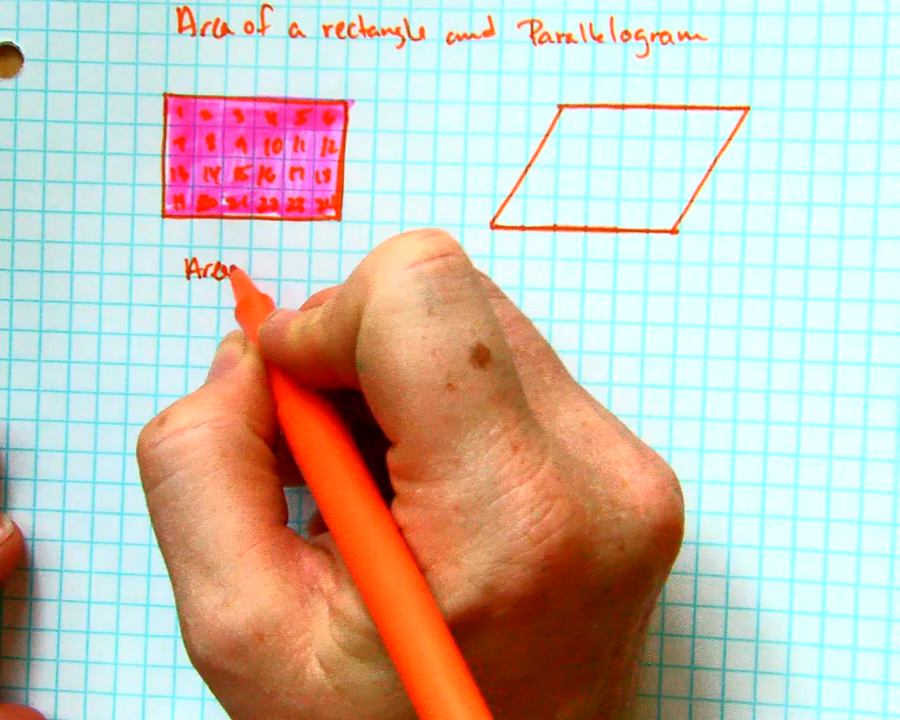 Area of a rectangle and Parallelogram
1 2 3 4 5 6
7 8 9 10 11 12
13 14 15 16 17 18
19 20 21 22 23 24
Area